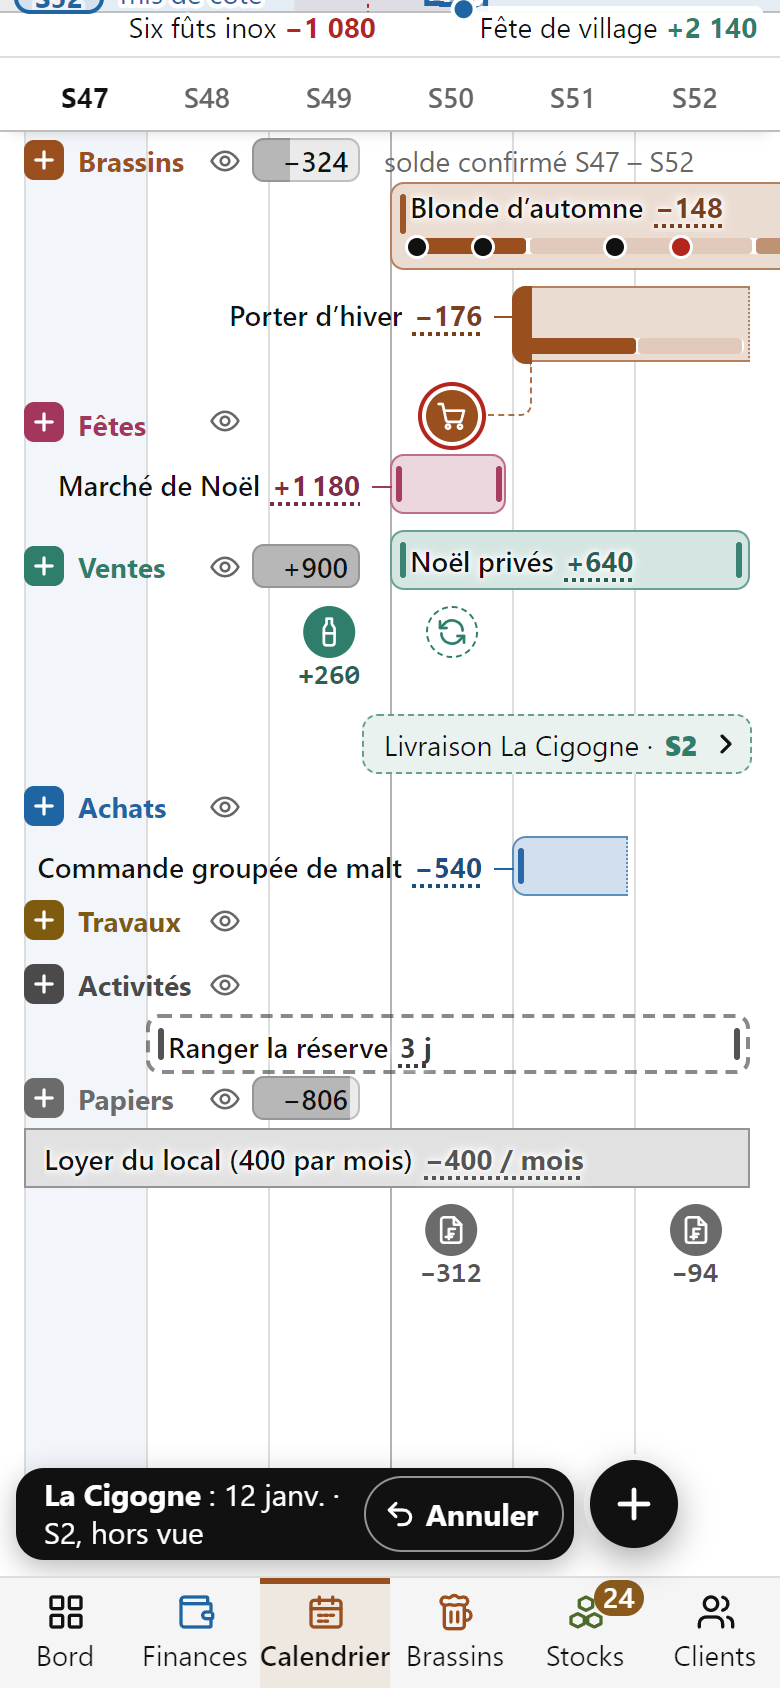 S52 mis de côté
Six fûts inox −1 080 Fête de village +2 140
S47 S48 S49 S50 S51 S52
Brassins −324 solde confirmé S47 – S52
Blonde d’automne −148
Porter d’hiver −176
Fêtes
Marché de Noël +1 180
Ventes +900 Noël privés +640
+260
Livraison La Cigogne · S2
Achats
Commande groupée de malt −540
Travaux
Activités
Ranger la réserve 3 j
Papiers −806
Loyer du local (400 par mois) −400 / mois
−312 −94
La Cigogne : 12 janv. ·
S2, hors vue
Annuler
24
Bord Finances Calendrier Brassins Stocks Clients